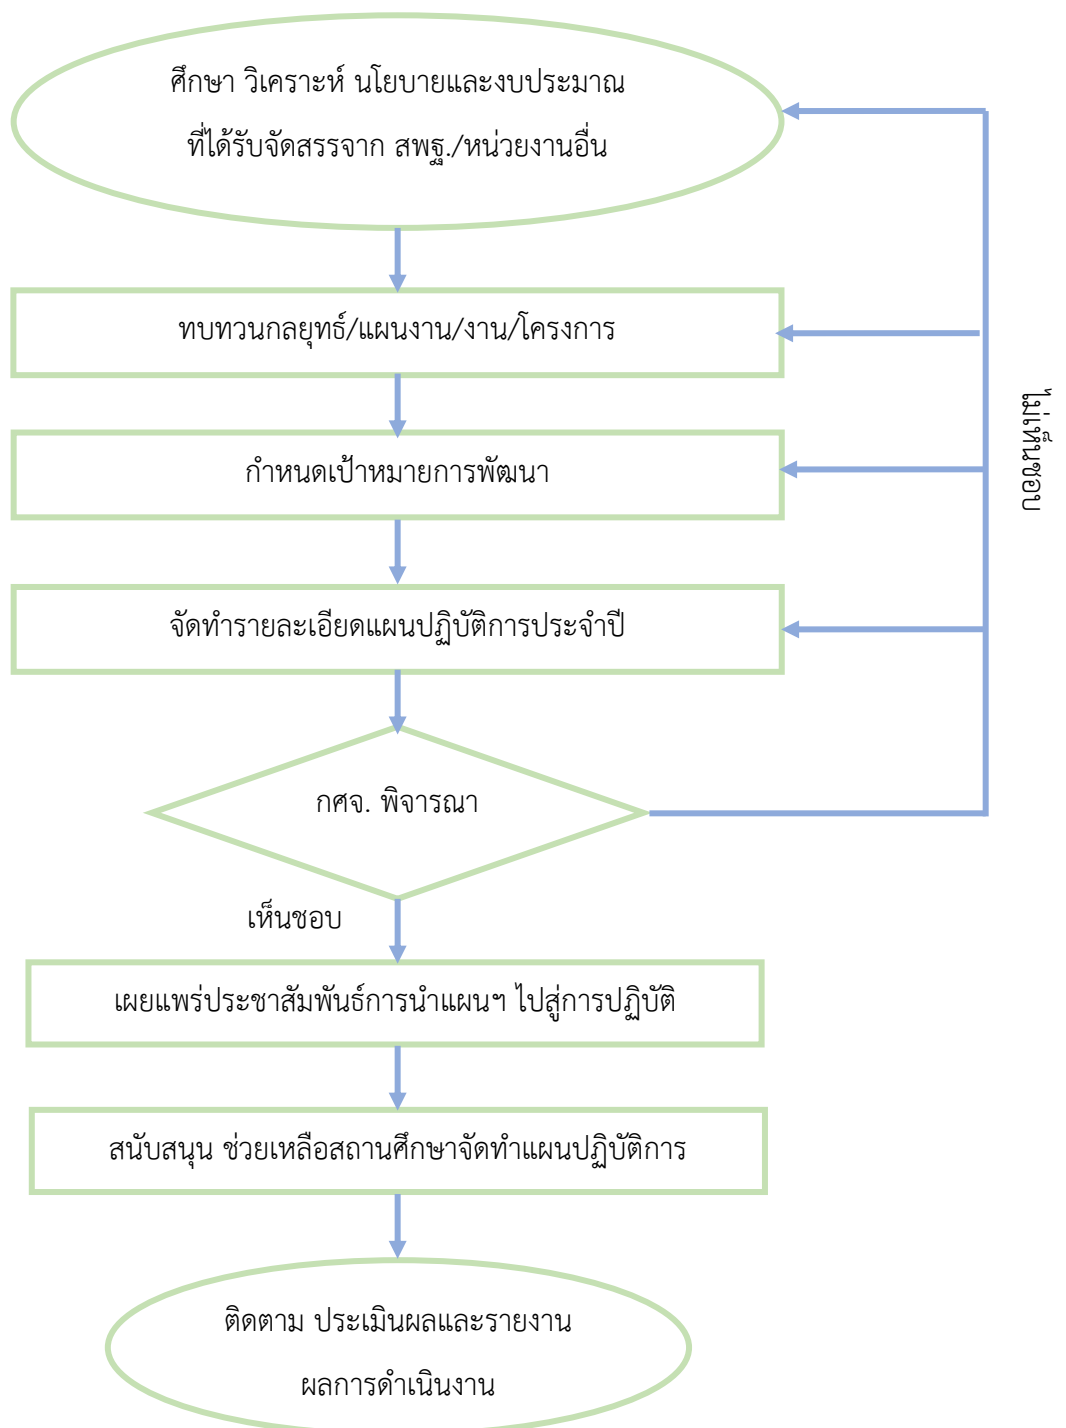 ศึกษา วิเคราะห์ นโยบายและงบประมาณ
ที่ได้รับจัดสรรจาก สพฐ./หน่วยงานอื่น
ทบทวนกลยุทธ์/แผนงาน/งาน/โครงการ
กำหนดเป้าหมายการพัฒนา
ไม่เห็นชอบ
จัดทำรายละเอียดแผนปฏิบัติการประจำปี
กศจ. พิจารณา
เห็นชอบ
เผยแพร่ประชาสัมพันธ์การนำแผนฯ ไปสู่การปฏิบัติ
สนับสนุน ช่วยเหลือสถานศึกษาจัดทำแผนปฏิบัติการ
ติดตาม ประเมินผลและรายงาน
ผลการดำเนินงาน